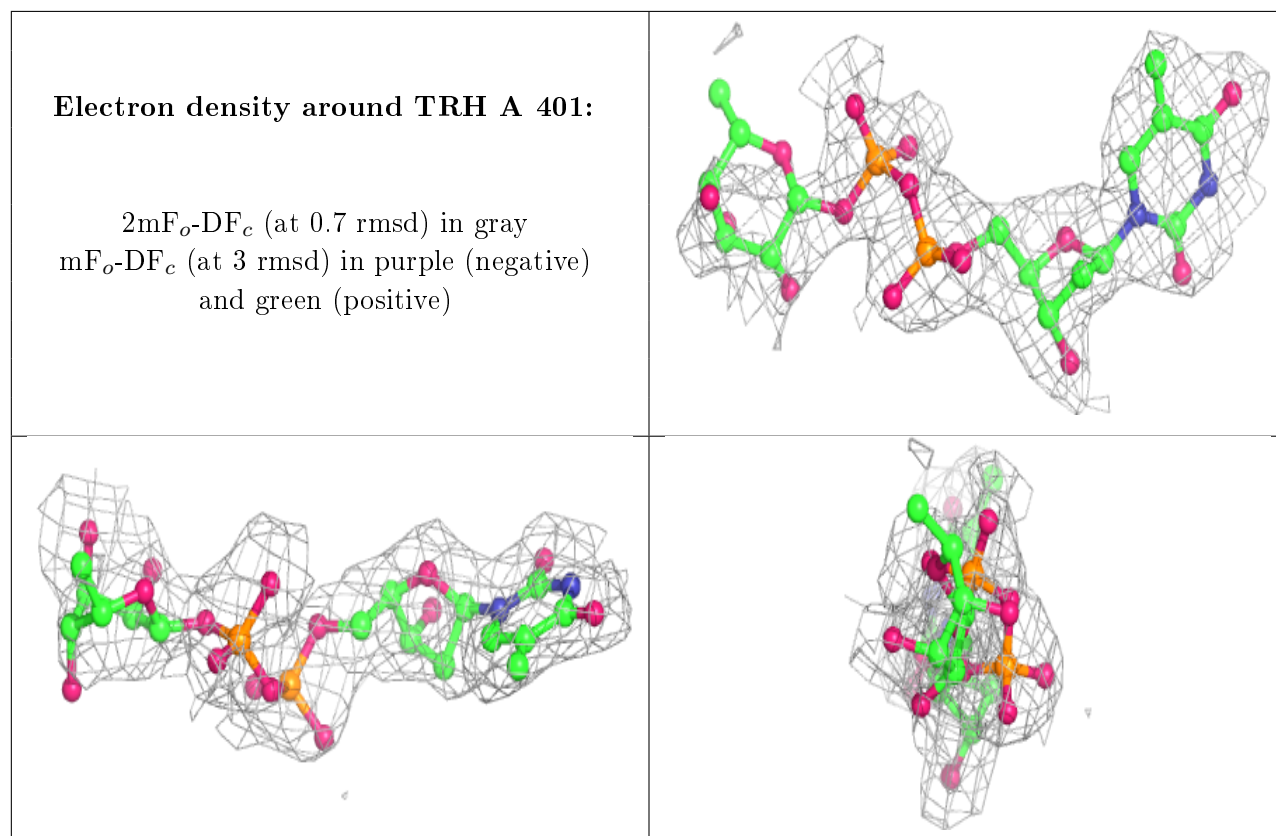 Electron density around TRH A 401:
2mFₒ-DF𝒸 (at 0.7 rmsd) in gray
mFₒ-DF𝒸 (at 3 rmsd) in purple (negative)
and green (positive)